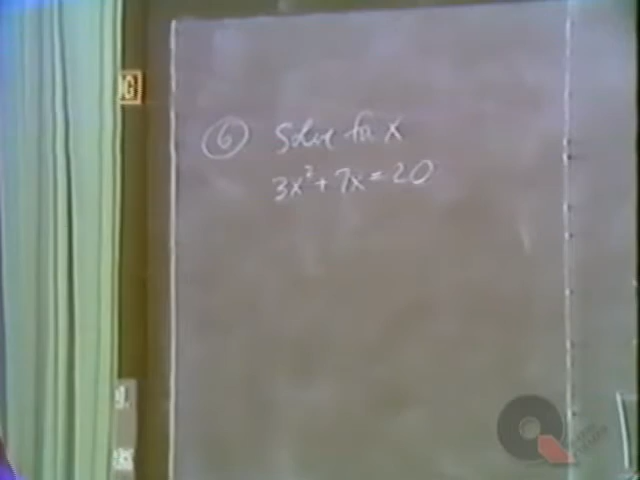 ⑥ Solve for x
3x² + 7x = 20
G